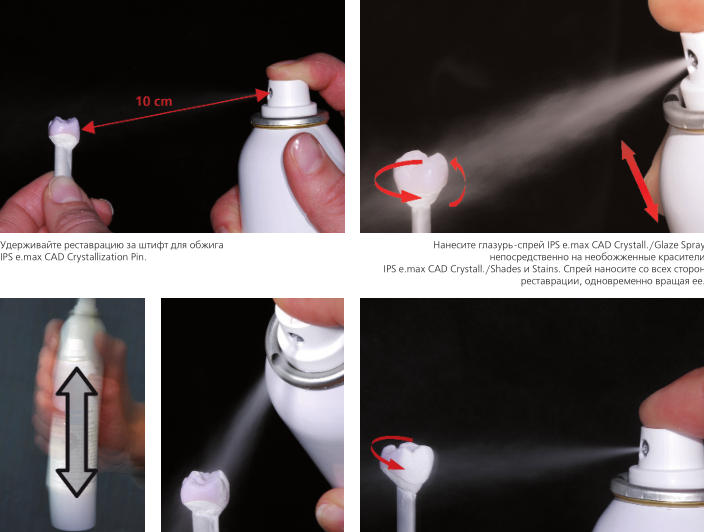 10 cm
Удерживайте реставрацию за штифт для обжига
IPS e.max CAD Crystallization Pin.
Нанесите глазурь-спрей IPS e.max CAD Crystall./Glaze Spray
непосредственно на необожженные красители
IPS e.max CAD Crystall./Shades и Stains. Спрей наносите со всех сторон
реставрации, одновременно вращая ее.